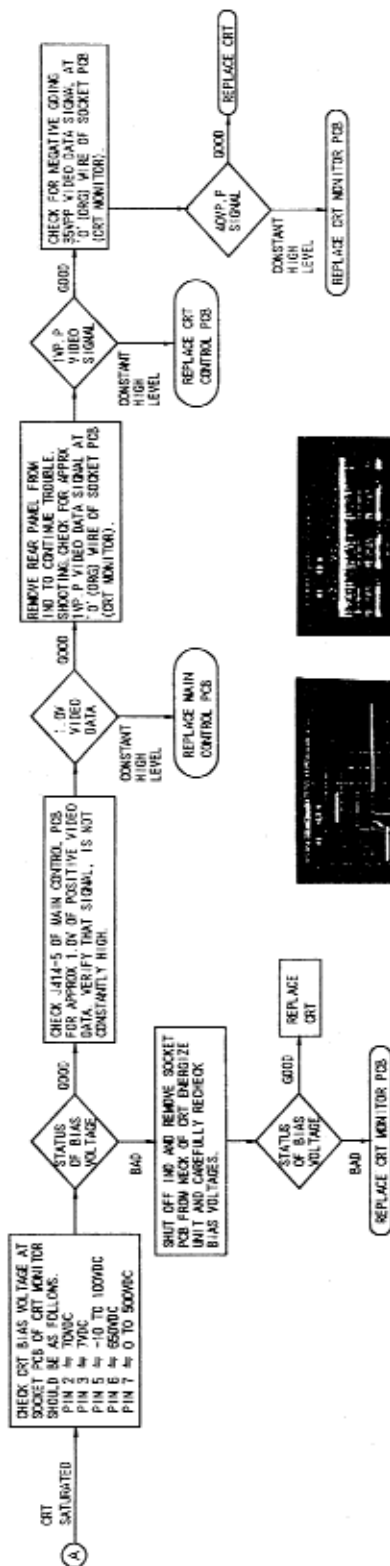 A
CRT
SATURATED
CHECK CRT BIAS VOLTAGE AT
SOCKET PCB OF CRT MONITOR
SHOULD BE AS FOLLOWS.
PIN 2 ≒ 70VDC
PIN 3 ≒ 7VDC
PIN 5 ≒ -10 TO 100VDC
PIN 6 ≒ 650VDC
PIN 7 ≒ 0 TO 500VDC
STATUS
OF BIAS
VOLTAGE
GOOD
BAD
SHUT OFF IND AND REMOVE SOCKET
PCB FROM NECK OF CRT ENERGIZE
UNIT AND CAREFULLY RECHECK
BIAS VOLTAGES.
STATUS
OF BIAS
VOLTAGE
GOOD
REPLACE
CRT
BAD
REPLACE CRT MONITOR PCB
CHECK J414-5 OF MAIN CONTROL PCB
FOR APPROX 1.0V OF POSITIVE VIDEO
DATA. VERIFY THAT SIGNAL, IS NOT
CONSTANTLY HIGH.
1.0V
VIDEO
DATA
GOOD
CONSTANT
HIGH
LEVEL
REPLACE MAIN
CONTROL PCB
REMOVE REAR PANEL FROM
IND TO CONTINUE TROUBLE.
SHOOTING.CHECK FOR APPRX
1VP.P VIDEO DATA SIGNAL AT
'O' (ORG) WIRE OF SOCKET PCB
(CRT MONITOR).
1VP.P
VIDEO
SIGNAL
GOOD
CONSTANT
HIGH
LEVEL
REPLACE CRT
CONTROL PCB
CHECK FOR NEGATIVE GOING
35VPP VIDEO DATA SIGNAL AT
'O' (ORG) WIRE OF SOCKET PCB
(CRT MONITOR).
40VP.P
SIGNAL
GOOD
REPLACE CRT
CONSTANT
HIGH
LEVEL
REPLACE CRT MONITOR PCB